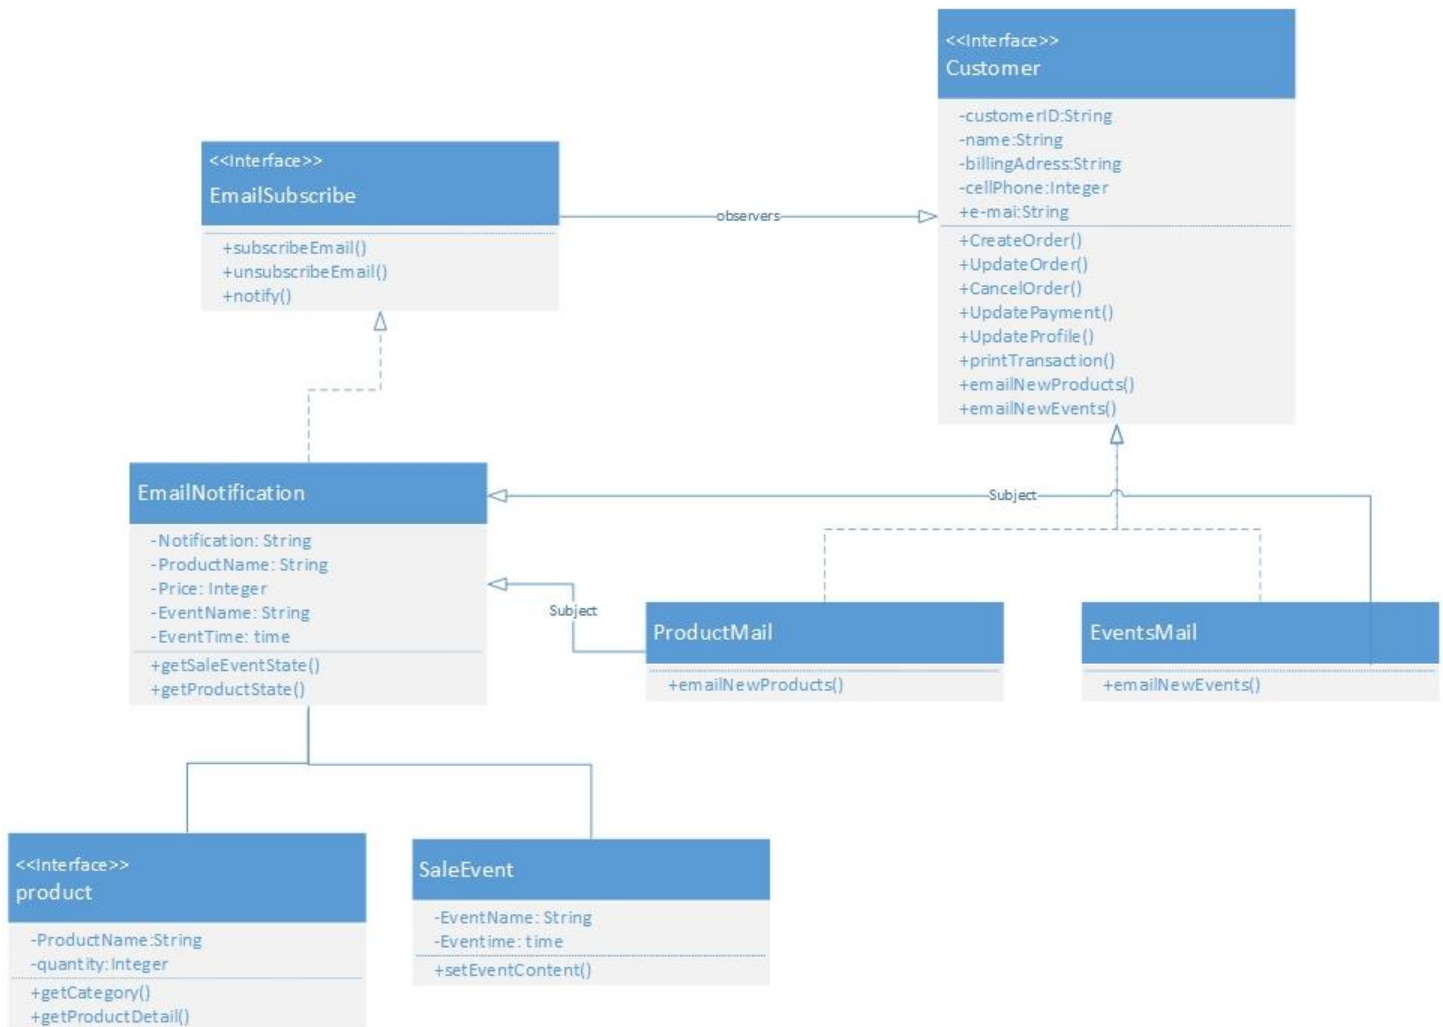 <<Interface>>
Customer
-customerID:String
-name:String
-billingAdress:String
-cellPhone:Integer
+e-mai:String
+CreateOrder()
+UpdateOrder()
+CancelOrder()
+UpdatePayment()
+UpdateProfile()
+printTransaction()
+emailNewProducts()
+emailNewEvents()
<<Interface>>
EmailSubscribe
+subscribeEmail()
+unsubscribeEmail()
+notify()
observers
EmailNotification
-Notification: String
-ProductName: String
-Price: Integer
-EventName: String
-EventTime: time
+getSaleEventState()
+getProductState()
Subject
Subject
ProductMail
+emailNewProducts()
EventsMail
+emailNewEvents()
<<Interface>>
product
-ProductName:String
-quantity:Integer
+getCategory()
+getProductDetail()
SaleEvent
-EventName: String
-Eventime: time
+setEventContent()